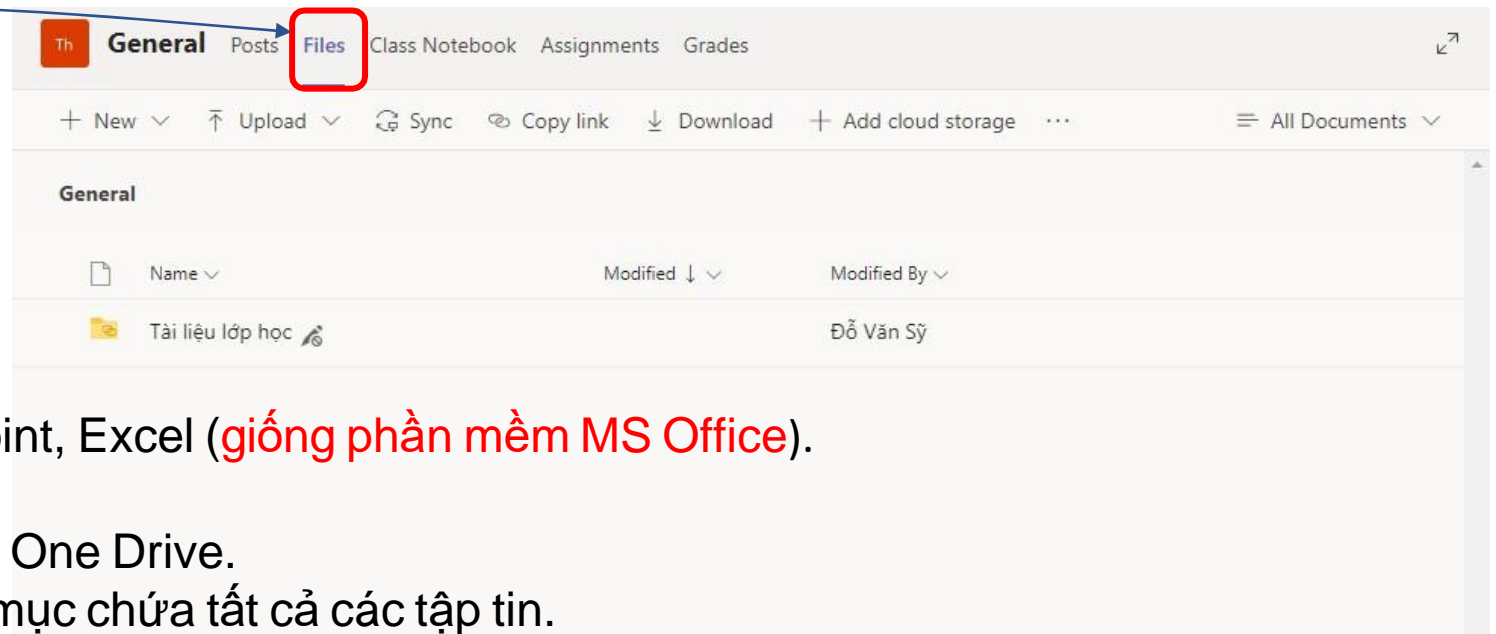 Th General Posts Files Class Notebook Assignments Grades
New Upload Sync Copy link Download Add cloud storage ... All Documents
General
Name Modified Modified By
Tài liệu lớp học Đỗ Văn Sỹ
int, Excel (giống phần mềm MS Office).
One Drive.
mục chứa tất cả các tập tin.